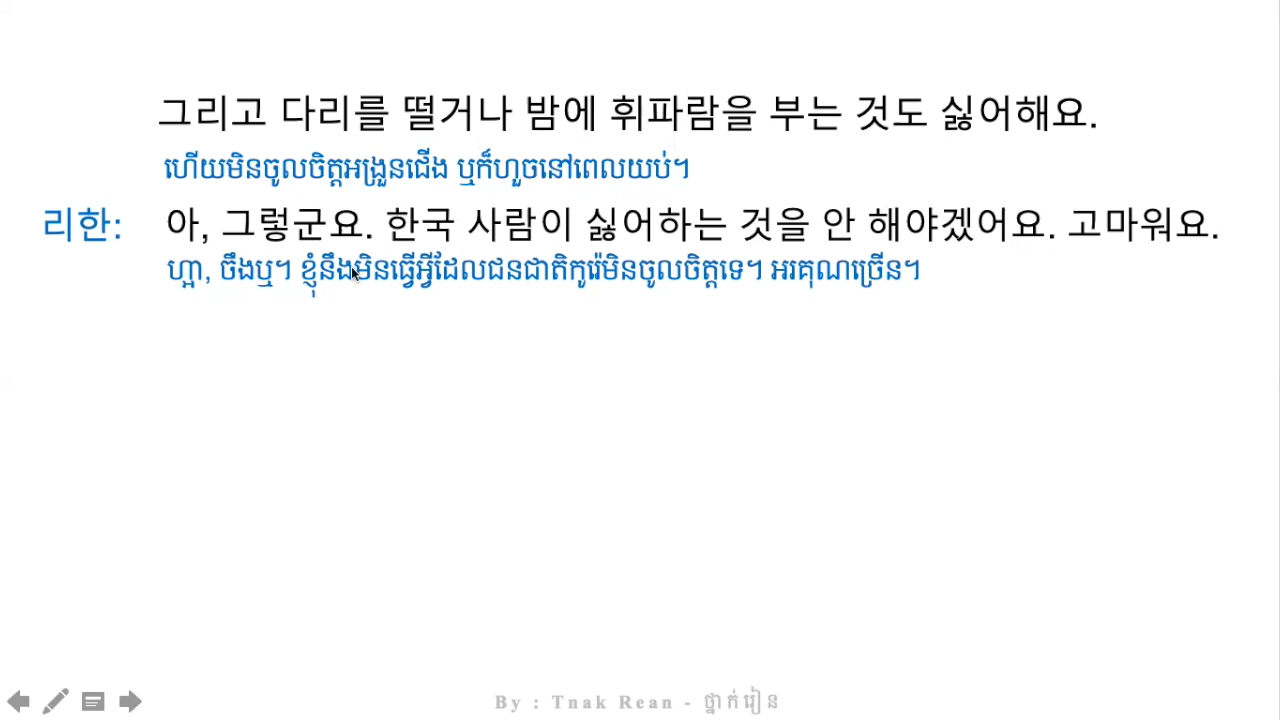 그리고 다리를 떨거나 밤에 휘파람을 부는 것도 싫어해요.
ហើយមិនចូលចិត្តអង្រួនជើង ឬក៏ហួចនៅពេលយប់។
리한: 아, 그렇군요. 한국 사람이 싫어하는 것을 안 해야겠어요. 고마워요.
ហ្អា, ចឹងឬ។ ខ្ញុំនឹងមិនធ្វើអ្វីដែលជនជាតិកូរ៉េមិនចូលចិត្តទេ។ អរគុណច្រើន។
By : Tnak Rean - ថ្នាក់រៀន